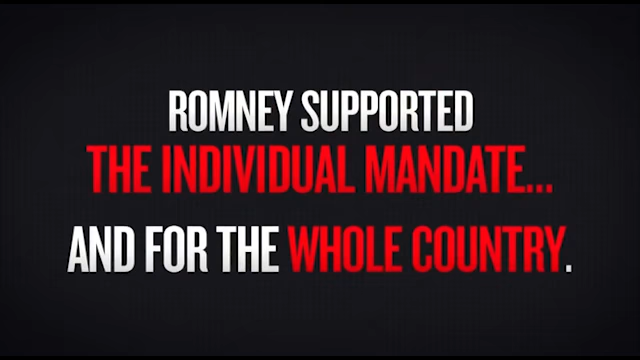 ROMNEY SUPPORTED
THE INDIVIDUAL MANDATE...
AND FOR THE WHOLE COUNTRY.